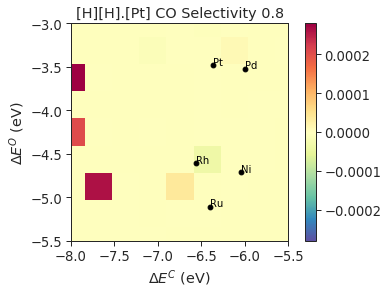 [H][H].[Pt] CO Selectivity 0.8
−3.0
−3.5
−4.0
−4.5
−5.0
−5.5
ΔE^O (eV)
Pt
Pd
Rh
Ni
Ru
−8.0 −7.5 −7.0 −6.5 −6.0 −5.5
ΔE^C (eV)
0.0002
0.0001
0.0000
−0.0001
−0.0002